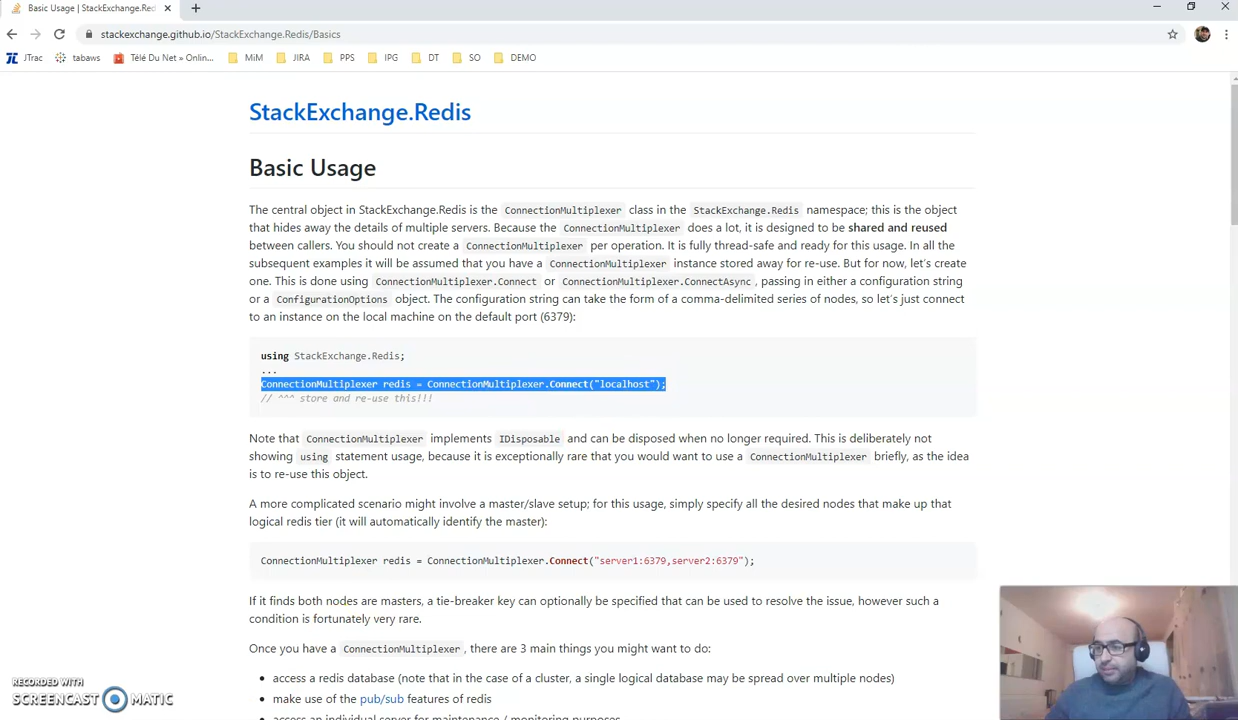 Basic Usage | StackExchange.Red
stackexchange.github.io/StackExchange.Redis/Basics
JTrac tabaws Télé Du Net » Onlin... MiM JIRA PPS IPG DT SO DEMO
StackExchange.Redis
Basic Usage
The central object in StackExchange.Redis is the ConnectionMultiplexer class in the StackExchange.Redis namespace; this is the object
that hides away the details of multiple servers. Because the ConnectionMultiplexer does a lot, it is designed to be shared and reused
between callers. You should not create a ConnectionMultiplexer per operation. It is fully thread-safe and ready for this usage. In all the
subsequent examples it will be assumed that you have a ConnectionMultiplexer instance stored away for re-use. But for now, let's create
one. This is done using ConnectionMultiplexer.Connect or ConnectionMultiplexer.ConnectAsync, passing in either a configuration string
or a ConfigurationOptions object. The configuration string can take the form of a comma-delimited series of nodes, so let's just connect
to an instance on the local machine on the default port (6379):
using StackExchange.Redis;
...
ConnectionMultiplexer redis = ConnectionMultiplexer.Connect("localhost");
// ^^^ store and re-use this!!!
Note that ConnectionMultiplexer implements IDisposable and can be disposed when no longer required. This is deliberately not
showing using statement usage, because it is exceptionally rare that you would want to use a ConnectionMultiplexer briefly, as the idea
is to re-use this object.
A more complicated scenario might involve a master/slave setup; for this usage, simply specify all the desired nodes that make up that
logical redis tier (it will automatically identify the master):
ConnectionMultiplexer redis = ConnectionMultiplexer.Connect("server1:6379,server2:6379");
If it finds both nodes are masters, a tie-breaker key can optionally be specified that can be used to resolve the issue, however such a
condition is fortunately very rare.
Once you have a ConnectionMultiplexer, there are 3 main things you might want to do:
• access a redis database (note that in the case of a cluster, a single logical database may be spread over multiple nodes)
• make use of the pub/sub features of redis
• access an individual server for maintenance / monitoring purposes
RECORDED WITH
SCREENCAST MATIC